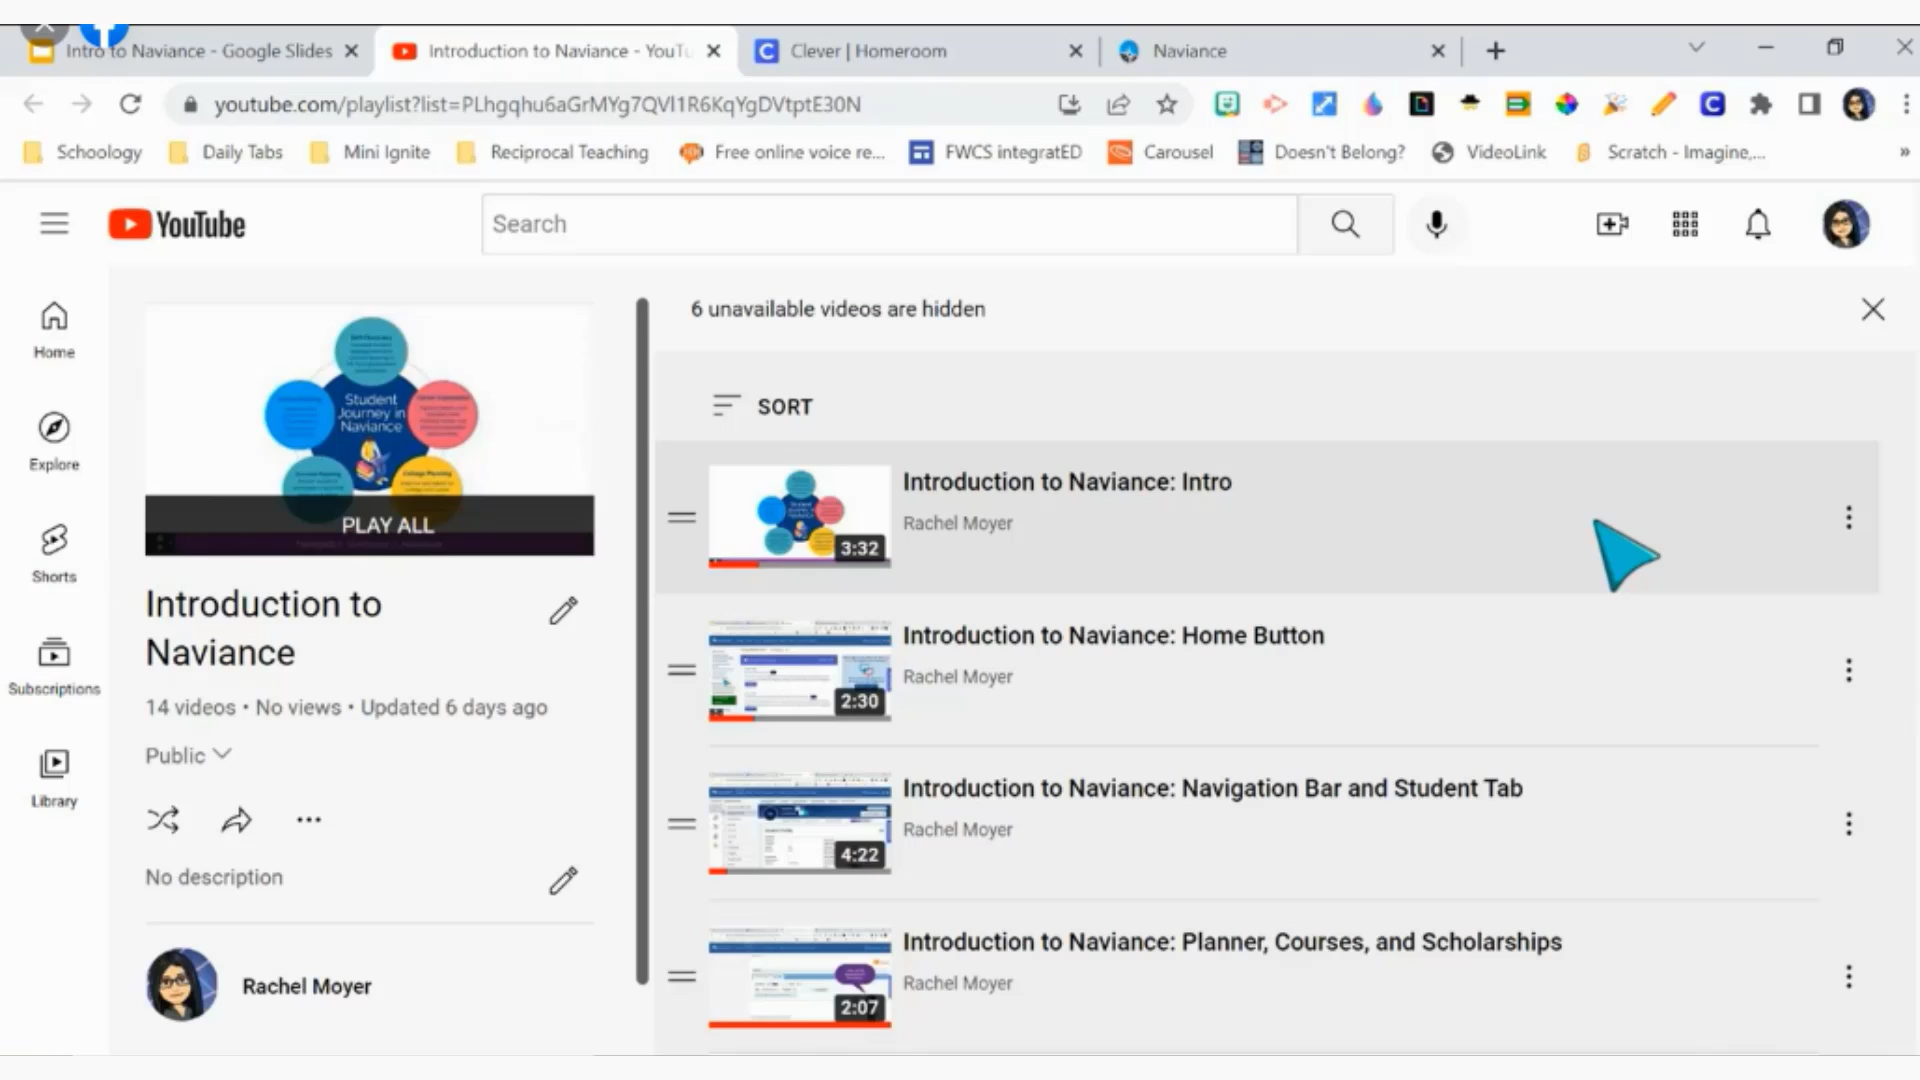 Intro to Naviance - Google Slides
Introduction to Naviance - YouTu
Clever | Homeroom
Naviance
youtube.com/playlist?list=PLhgqhu6aGrMYg7QVl1R6KqYgDVtptE30N
Schoology
Daily Tabs
Mini Ignite
Reciprocal Teaching
Free online voice re...
FWCS integratED
Carousel
Doesn't Belong?
VideoLink
Scratch - Imagine,...
YouTube
Search
Home
Explore
Shorts
Subscriptions
Library
Student
Journey in
Naviance
PLAY ALL
Introduction to
Naviance
14 videos • No views • Updated 6 days ago
Public
No description
Rachel Moyer
6 unavailable videos are hidden
SORT
3:32
Introduction to Naviance: Intro
Rachel Moyer
2:30
Introduction to Naviance: Home Button
Rachel Moyer
4:22
Introduction to Naviance: Navigation Bar and Student Tab
Rachel Moyer
2:07
Introduction to Naviance: Planner, Courses, and Scholarships
Rachel Moyer